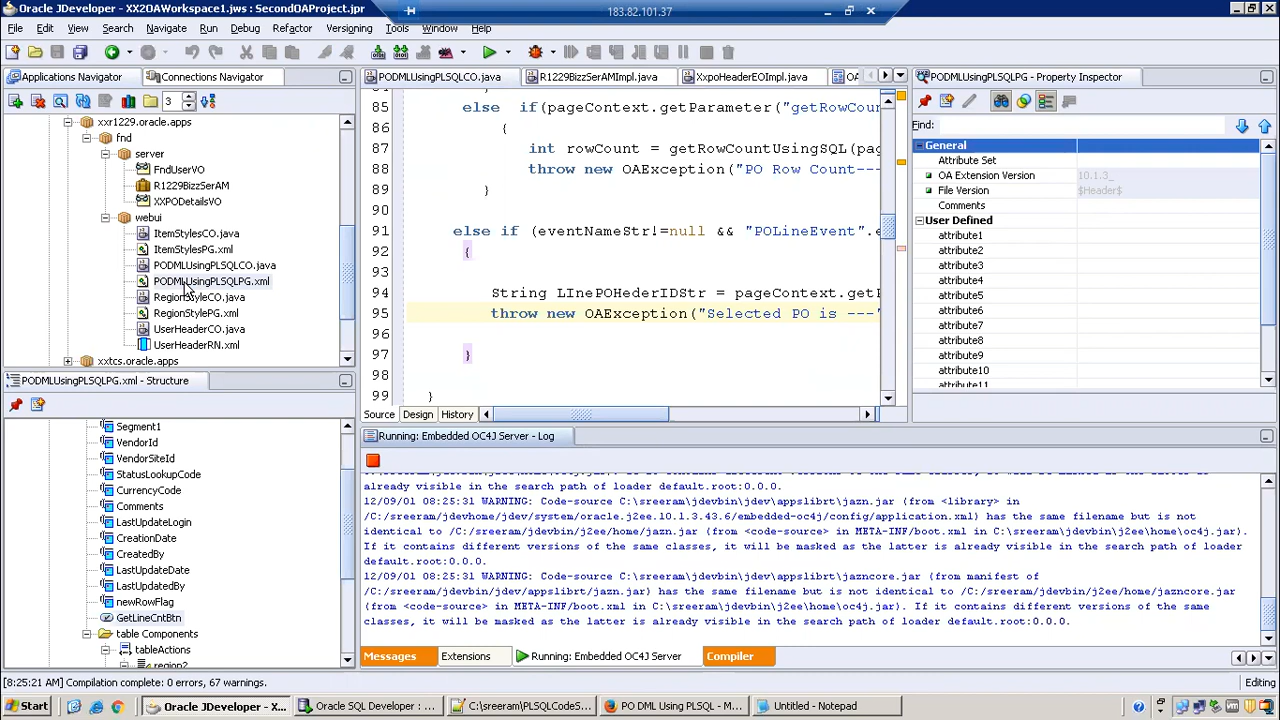 Oracle JDeveloper - XX2OAWorkspace1.jws : SecondOAProject.jpr
183.82.101.37
File Edit View Search Navigate Run Debug Refactor Versioning Tools Window Help
Applications Navigator
Connections Navigator
3
xxr1229.oracle.apps
fnd
server
FndUserVO
R1229BizzSerAM
XXPODetailsVO
webui
ItemStylesCO.java
ItemStylesPG.xml
PODMLUsingPLSQLCO.java
PODMLUsingPLSQLPG.xml
RegionStyleCO.java
RegionStylePG.xml
UserHeaderCO.java
UserHeaderRN.xml
xxtcs.oracle.apps
PODMLUsingPLSQLPG.xml - Structure
Segment1
VendorId
VendorSiteId
StatusLookupCode
CurrencyCode
Comments
LastUpdateLogin
CreationDate
CreatedBy
LastUpdateDate
LastUpdatedBy
newRowFlag
GetLineCntBtn
table Components
tableActions
region2
PODMLUsingPLSQLCO.java
R1229BizzSerAMImpl.java
85 else if(pageContext.getParameter("getRowCou
86 {
87 int rowCount = getRowCountUsingSQL(pag
88 throw new OAException("PO Row Count---
89 }
90
91 else if (eventNameStr!=null && "POLineEvent".e
92 {
93
94 String LInePOHederIDStr = pageContext.getP
95 throw new OAException("Selected PO is ---"
96
97 }
98
99 }
Source Design History
PODMLUsingPLSQLPG - Property Inspector
Find:
General
Attribute Set
OA Extension Version 10.1.3_
File Version $Header$
Comments
User Defined
attribute1
attribute2
attribute3
attribute4
attribute5
attribute6
attribute7
attribute8
attribute9
attribute10
attribute11
Running: Embedded OC4J Server - Log
already visible in the search path of loader default.root:0.0.0.
12/09/01 08:25:31 WARNING: Code-source C:\sreeram\jdevbin\jdev\appslibrt\jazn.jar (from <library> in
/C:/sreeram/jdevhome/jdev/system/oracle.j2ee.10.1.3.43.6/embedded-oc4j/config/application.xml) has the same filename but is not
identical to /C:/sreeram/jdevbin/j2ee/home/jazn.jar (from <code-source> in META-INF/boot.xml in C:\sreeram\jdevbin\j2ee\home\oc4j.jar).
If it contains different versions of the same classes, it will be masked as the latter is already visible in the search path of loader
default.root:0.0.0.
12/09/01 08:25:31 WARNING: Code-source C:\sreeram\jdevbin\jdev\appslibrt\jazncore.jar (from manifest of
/C:/sreeram/jdevbin/jdev/appslibrt/jazn.jar) has the same filename but is not identical to /C:/sreeram/jdevbin/j2ee/home/jazncore.jar
(from <code-source> in META-INF/boot.xml in C:\sreeram\jdevbin\j2ee\home\oc4j.jar). If it contains different versions of the same
classes, it will be masked as the latter is already visible in the search path of loader default.root:0.0.0.
Messages Extensions Running: Embedded OC4J Server Compiler
[8:25:21 AM] Compilation complete: 0 errors, 67 warnings.
Editing
Start
Oracle JDeveloper - X...
Oracle SQL Developer : ...
C:\sreeram\PLSQLCodeS...
PO DML Using PLSQL - M...
Untitled - Notepad